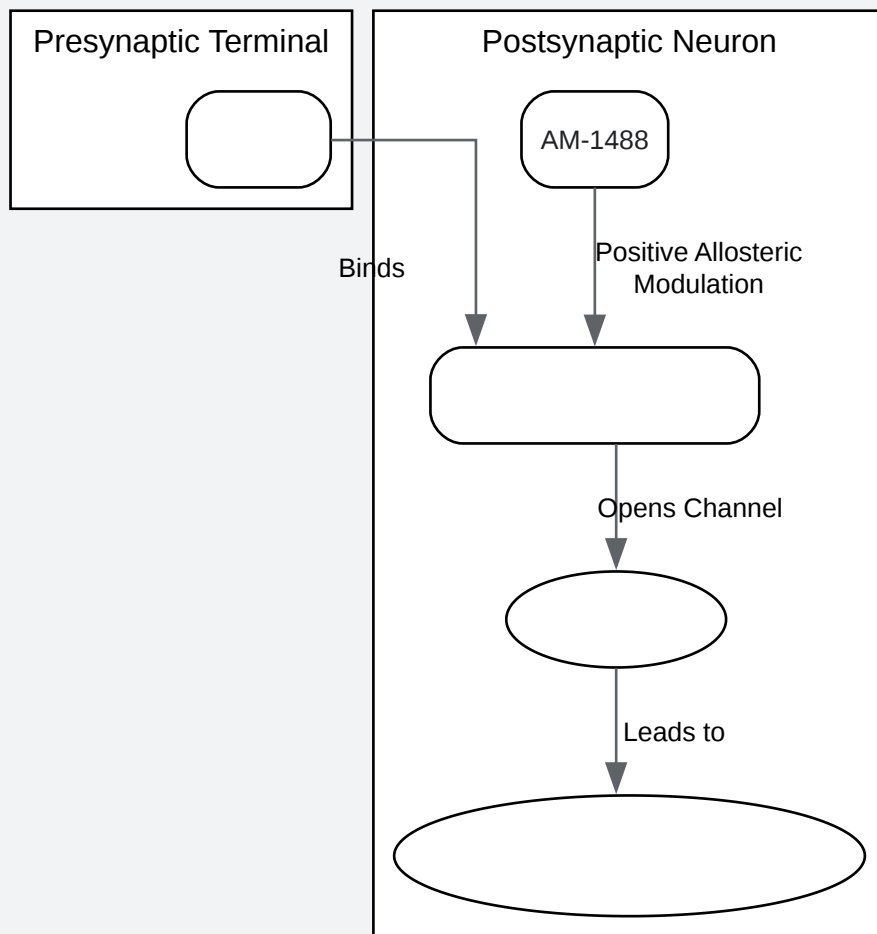 Presynaptic Terminal
Postsynaptic Neuron
AM-1488
Binds
Positive Allosteric
Modulation
Opens Channel
Leads to